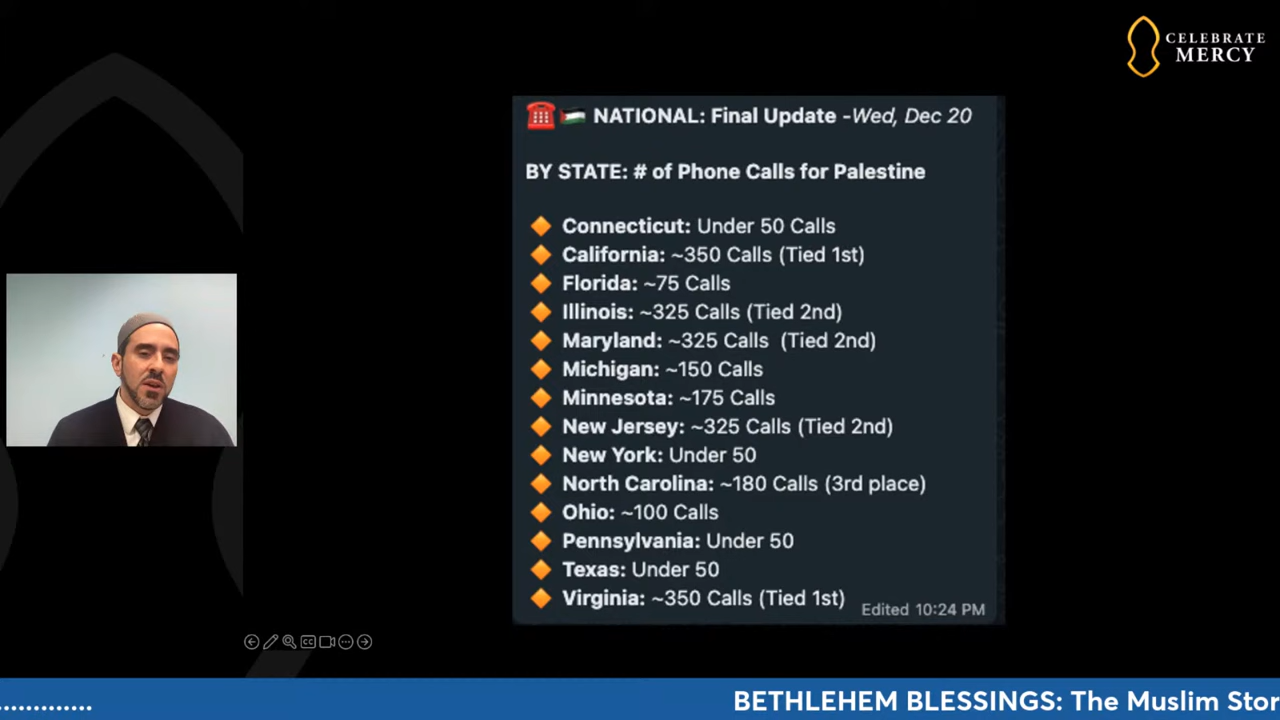 CELEBRATE
MERCY
NATIONAL: Final Update -Wed, Dec 20
BY STATE: # of Phone Calls for Palestine
Connecticut: Under 50 Calls
California: ~350 Calls (Tied 1st)
Florida: ~75 Calls
Illinois: ~325 Calls (Tied 2nd)
Maryland: ~325 Calls (Tied 2nd)
Michigan: ~150 Calls
Minnesota: ~175 Calls
New Jersey: ~325 Calls (Tied 2nd)
New York: Under 50
North Carolina: ~180 Calls (3rd place)
Ohio: ~100 Calls
Pennsylvania: Under 50
Texas: Under 50
Virginia: ~350 Calls (Tied 1st)
Edited 10:24 PM
CC
............. BETHLEHEM BLESSINGS: The Muslim Stor